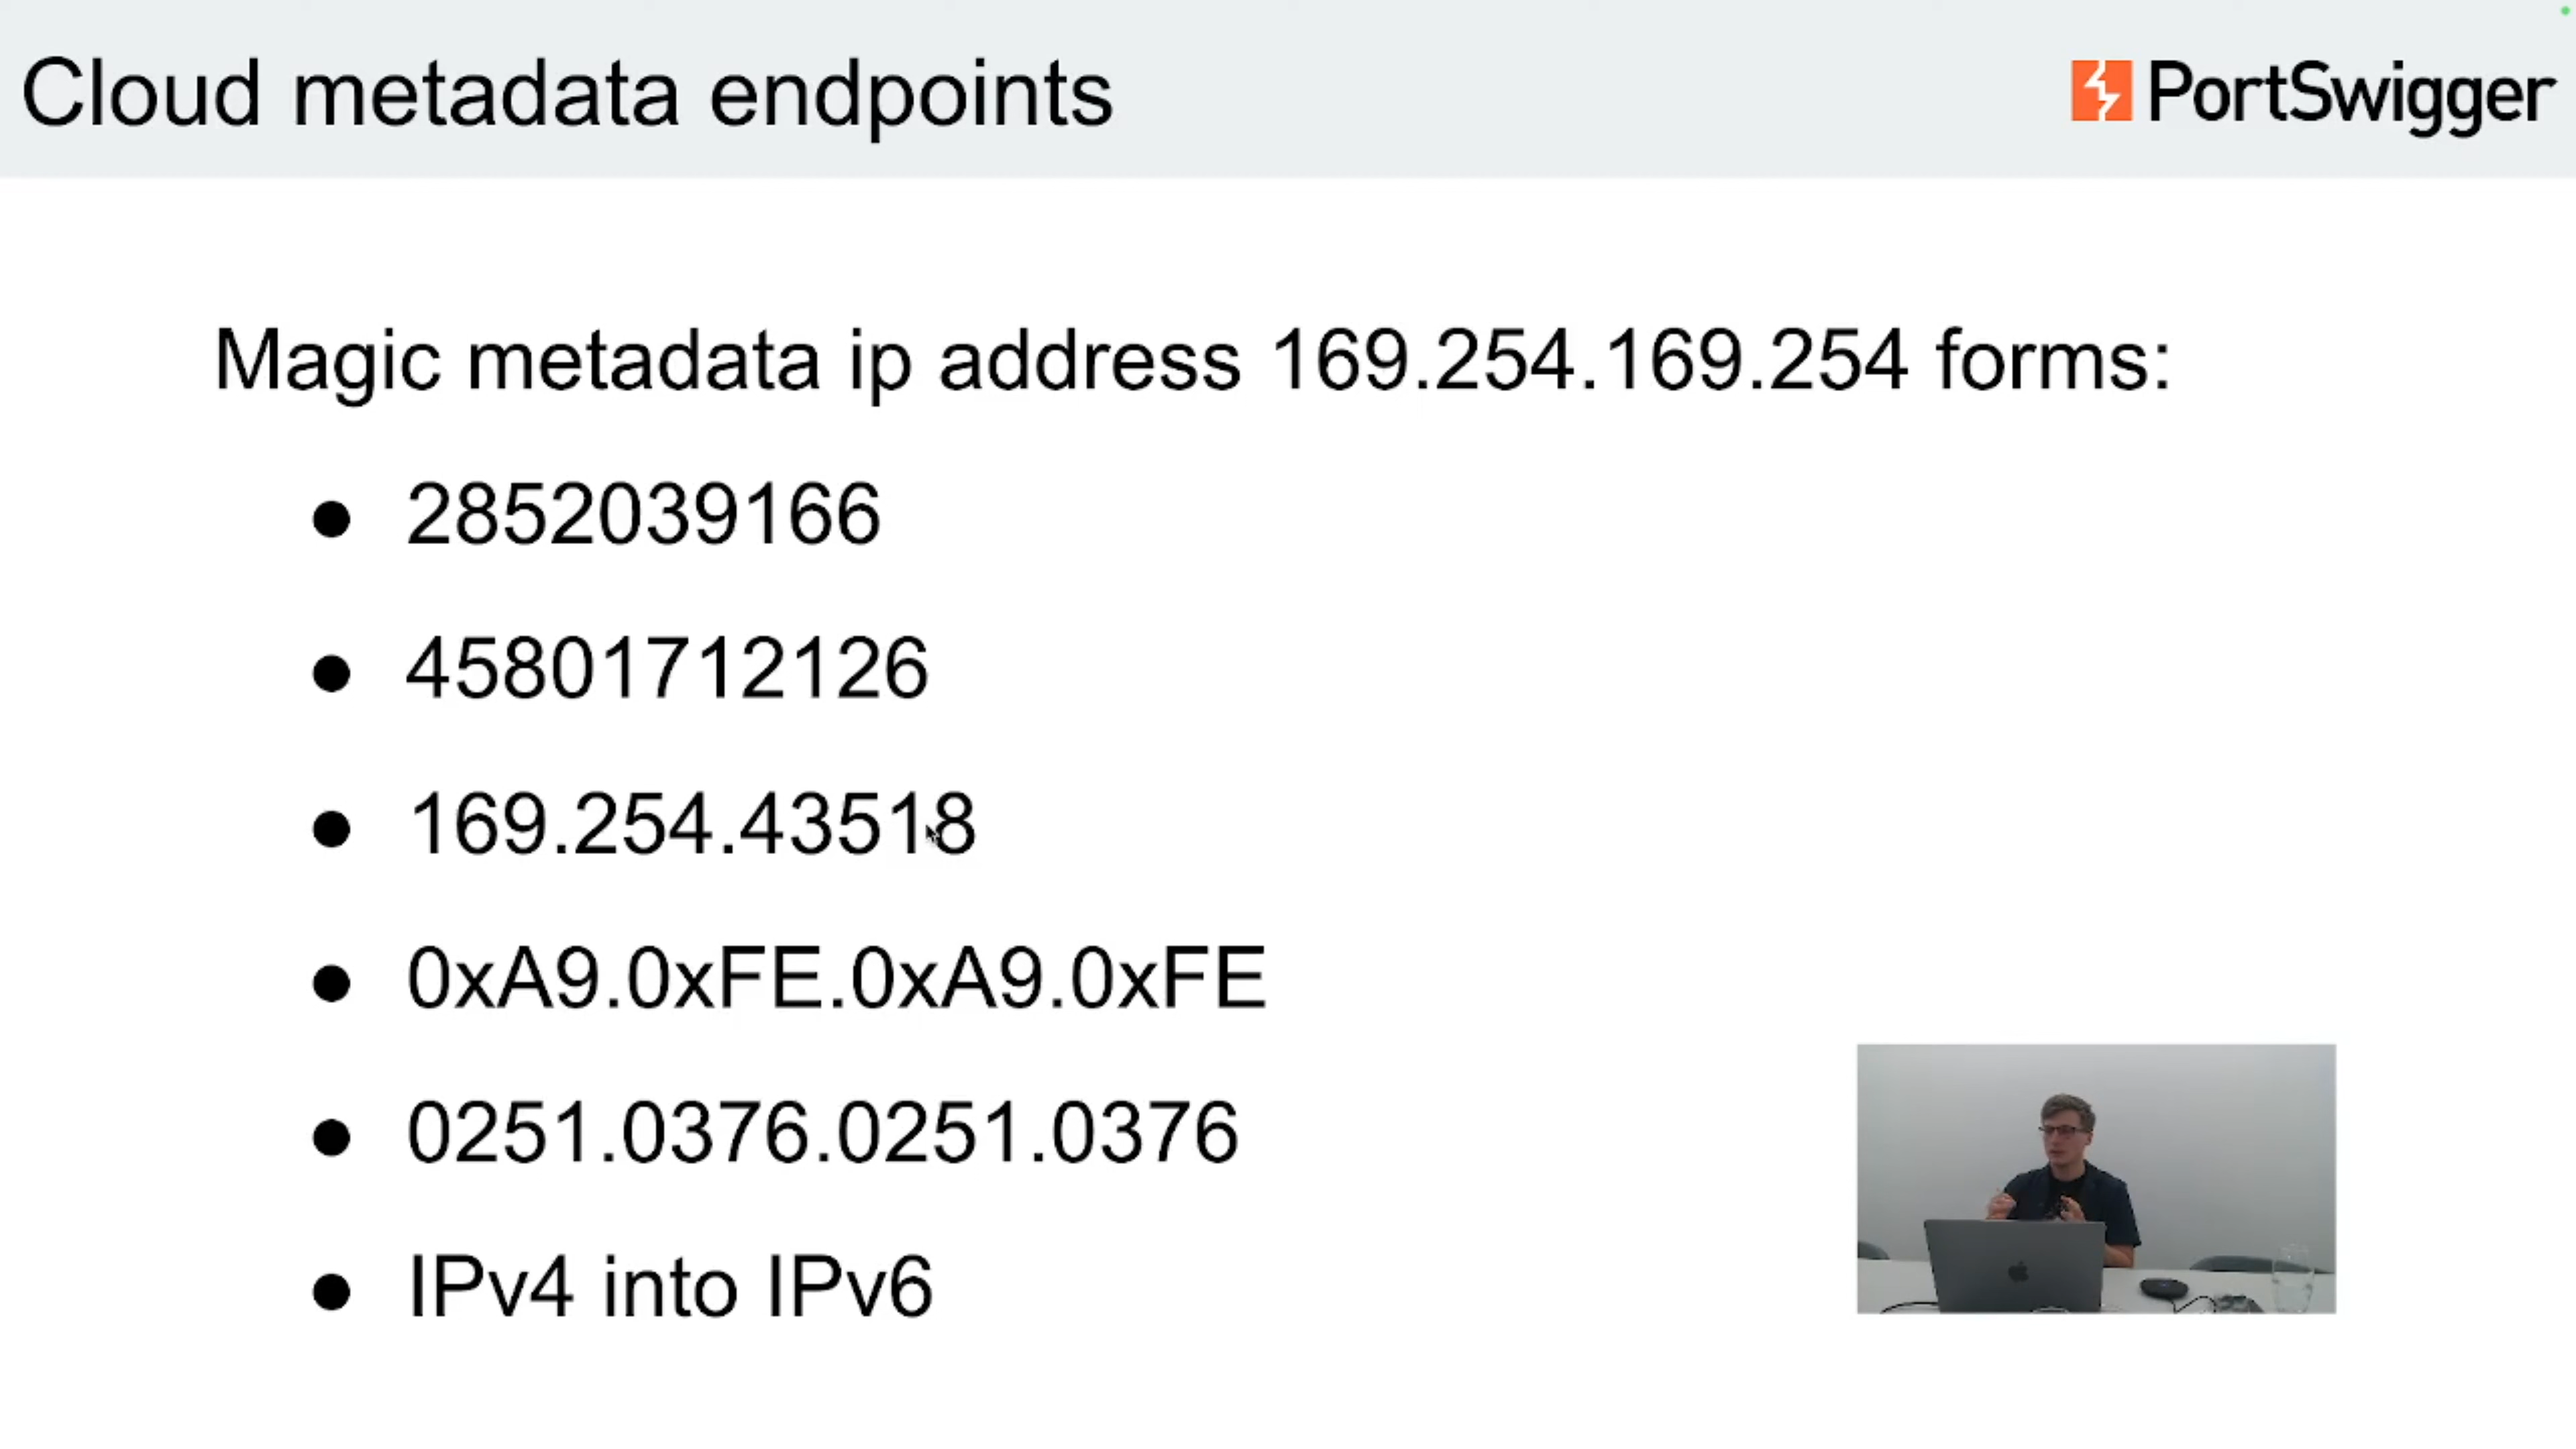 Cloud metadata endpoints
PortSwigger
Magic metadata ip address 169.254.169.254 forms:
● 2852039166
● 45801712126
● 169.254.43518
● 0xA9.0xFE.0xA9.0xFE
● 0251.0376.0251.0376
● IPv4 into IPv6